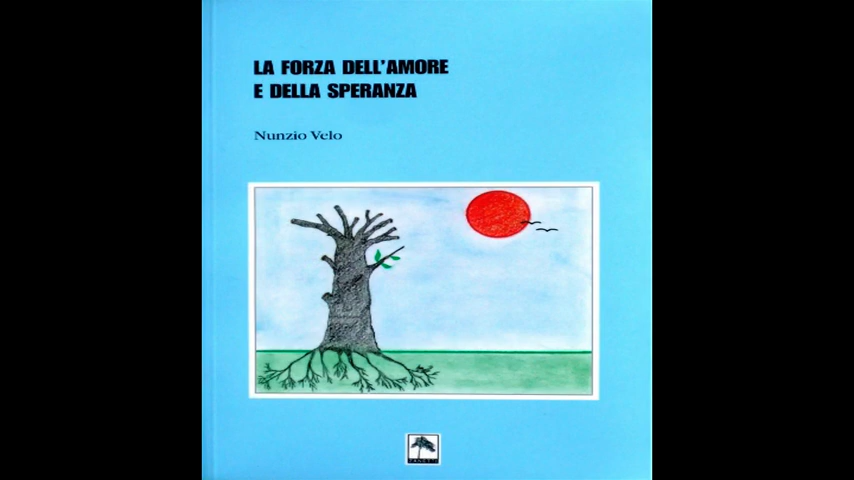 LA FORZA DELL'AMORE
E DELLA SPERANZA
Nunzio Velo